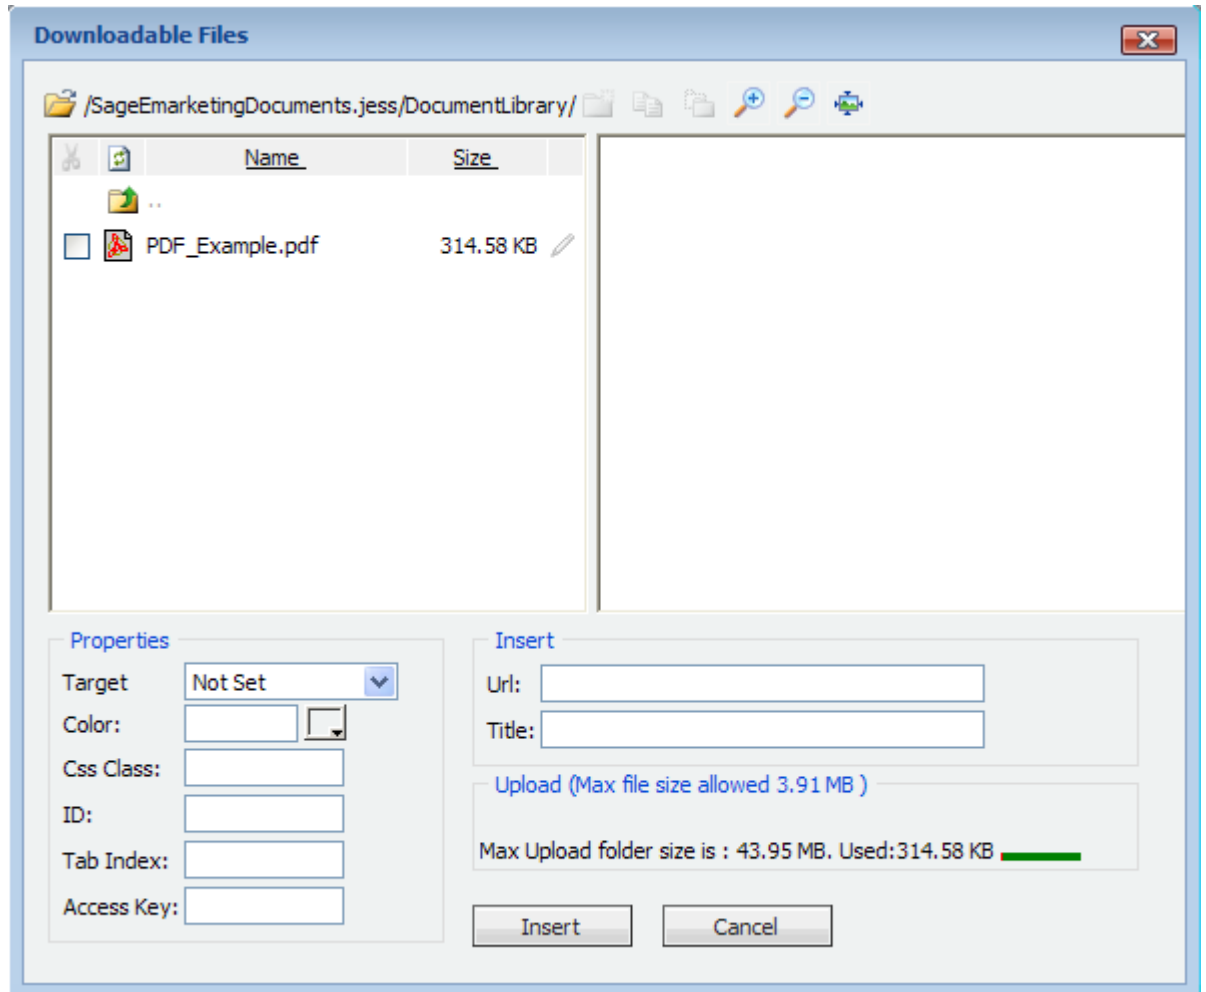 Downloadable Files
/SageEmarketingDocuments.jess/DocumentLibrary/
Name Size
..
PDF_Example.pdf 314.58 KB
Properties
Target Not Set
Color:
Css Class:
ID:
Tab Index:
Access Key:
Insert
Url:
Title:
Upload (Max file size allowed 3.91 MB )
Max Upload folder size is : 43.95 MB. Used:314.58 KB
Insert Cancel